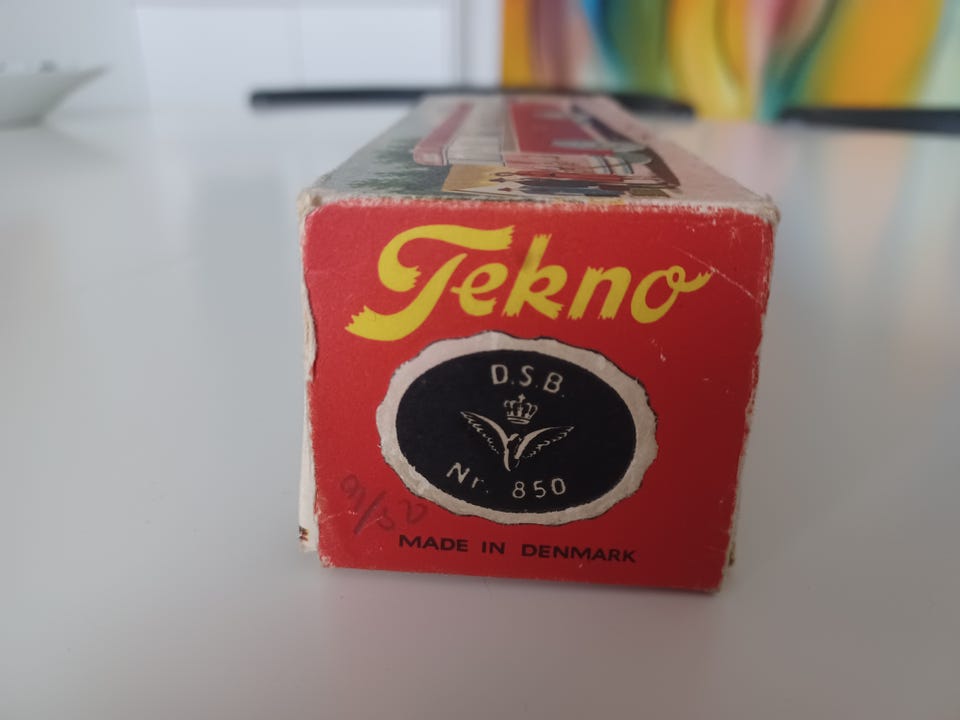 Tekno
D.S.B.
Nr. 850
MADE IN DENMARK